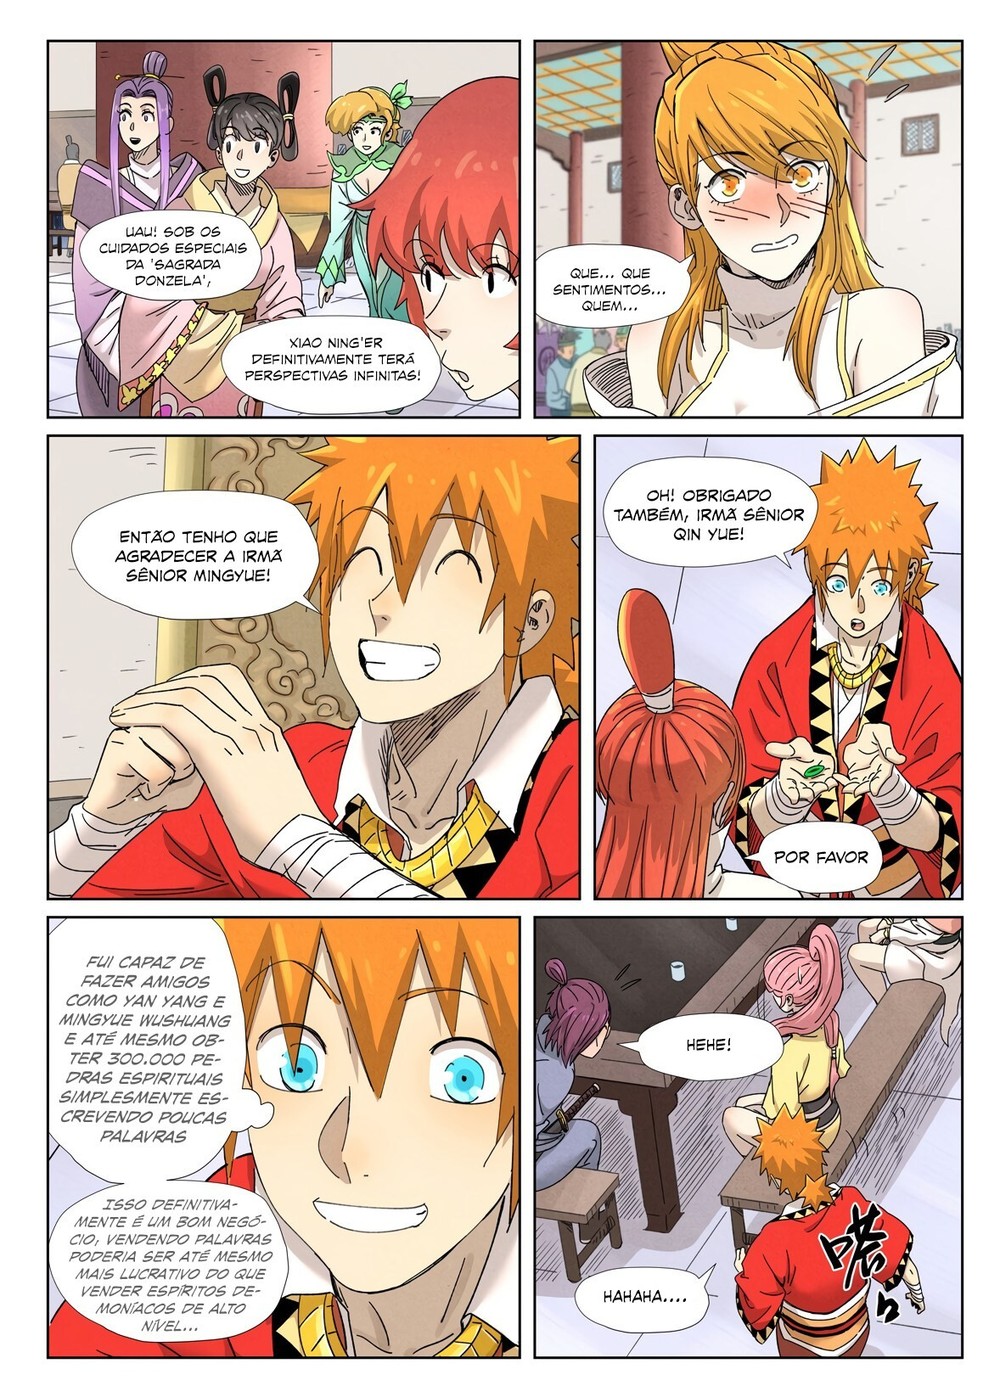 UAU! SOB OS
CUIDADOS ESPECIAIS
DA 'SAGRADA
DONZELA',
XIAO NING'ER
DEFINITIVAMENTE TERÁ
PERSPECTIVAS INFINITAS!
QUE... QUE
SENTIMENTOS...
QUEM...
ENTÃO TENHO QUE
AGRADECER A IRMÃ
SÊNIOR MINGYUE!
OH! OBRIGADO
TAMBÉM, IRMÃ SÊNIOR
QIN YUE!
POR FAVOR
FUI CAPAZ DE
FAZER AMIGOS
COMO YAN YANG E
MINGYUE WUSHUANG
E ATÉ MESMO OB-
TER 300.000 PE-
DRAS ESPIRITUAIS
SIMPLESMENTE ES-
CREVENDO POUCAS
PALAVRAS
ISSO DEFINITIVA-
MENTE É UM BOM NEGÓ-
CIO; VENDENDO PALAVRAS
PODERIA SER ATÉ MESMO
MAIS LUCRATIVO DO QUE
VENDER ESPÍRITOS DE-
MONÍACOS DE ALTO
NÍVEL...
HEHE!
嗒
HAHAHA....